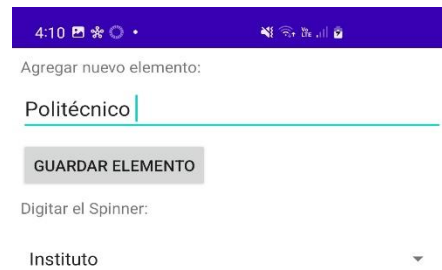 4:10
Agregar nuevo elemento:
Politécnico
GUARDAR ELEMENTO
Digitar el Spinner:
Instituto